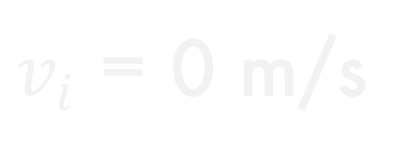 vᵢ = 0 m/s